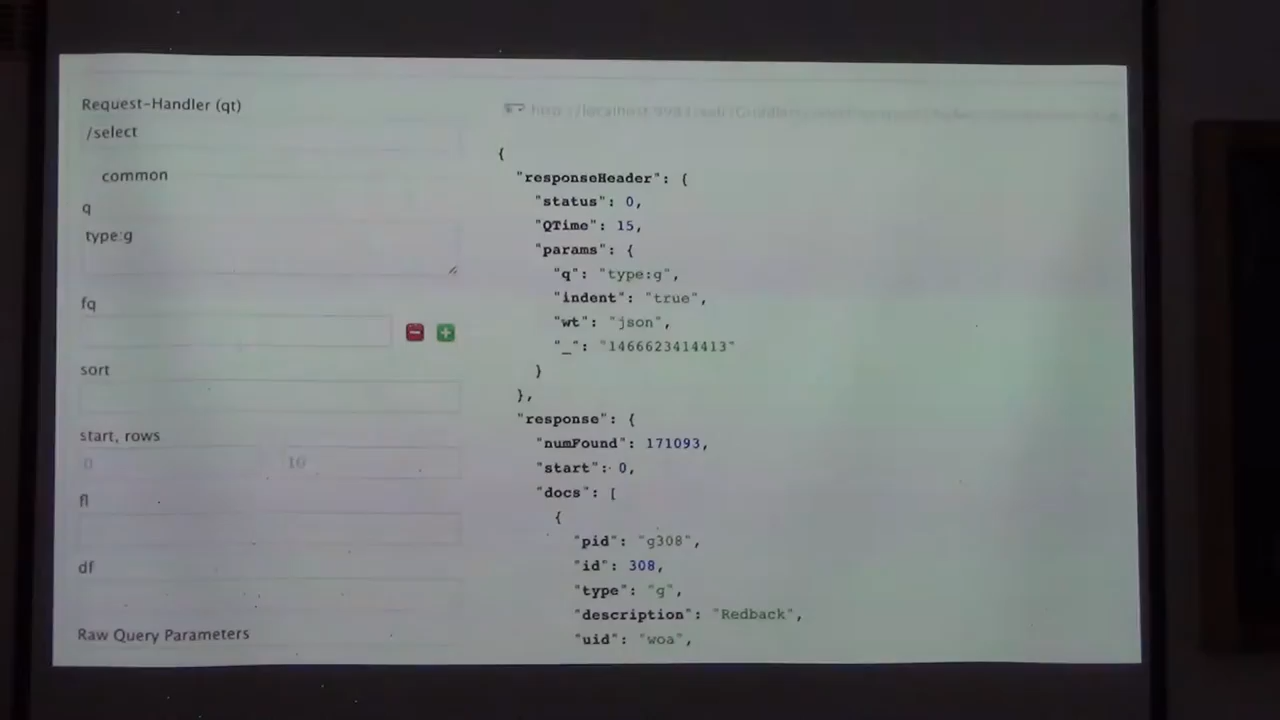 Request-Handler (qt)
/select
common
q
type:g
fq
sort
start, rows
0
10
fl
df
Raw Query Parameters
{
"responseHeader": {
"status": 0,
"QTime": 15,
"params": {
"q": "type:g",
"indent": "true",
"wt": "json",
"_": "1466623414413"
}
},
"response": {
"numFound": 171093,
"start": 0,
"docs": [
{
"pid": "g308",
"id": 308,
"type": "g",
"description": "Redback",
"uid": "woa",